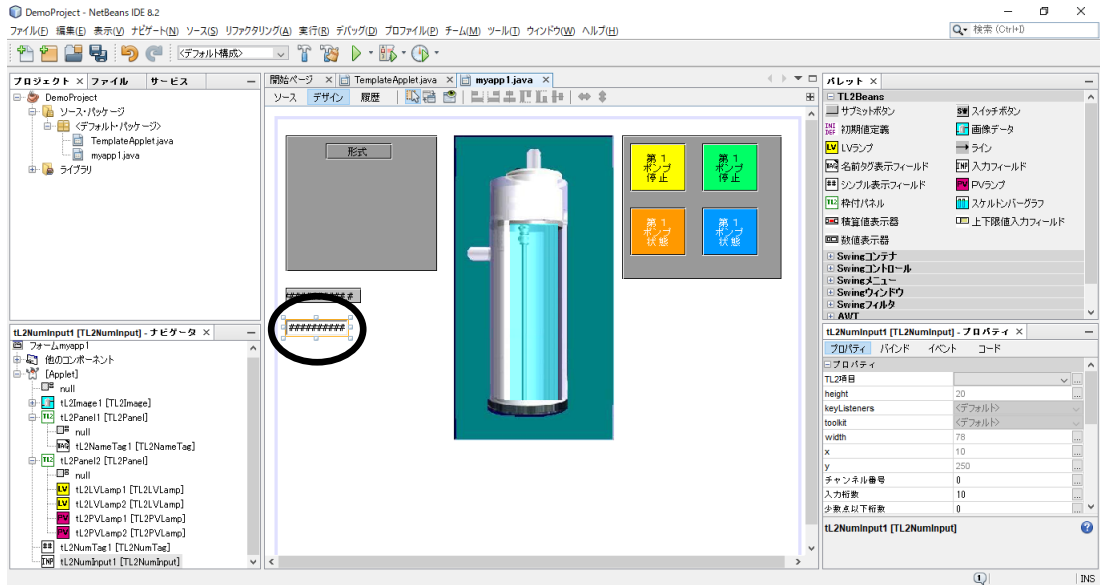 DemoProject - NetBeans IDE 8.2
ファイル(F) 編集(E) 表示(V) ナビゲート(N) ソース(S) リファクタリング(A) 実行(R) デバッグ(D) プロファイル(P) チーム(M) ツール(T) ウィンドウ(W) ヘルプ(H)
検索 (Ctrl+I)
<デフォルト構成>
プロジェクト × ファイル サービス
DemoProject
ソース・パッケージ
<デフォルト・パッケージ>
TemplateApplet.java
myapp1.java
ライブラリ
開始ページ × TemplateApplet.java × myapp1.java ×
ソース デザイン 履歴
形式
第１
ポンプ
停止
第１
ポンプ
停止
第１
ポンプ
状態
第１
ポンプ
状態
########### #
##########
パレット ×
TL2Beans
サブミットボタン SW スイッチボタン
INI DEF 初期値定義 画像データ
LV LVランプ ライン
NAG 名前タグ表示フィールド INP 入力フィールド
## シンプル表示フィールド PV PVランプ
TL2 枠付パネル スケルトンバーグラフ
積算値表示器 上下限値入力フィールド
数値表示器
Swingコンテナ
Swingコントロール
Swingメニュー
Swingウィンドウ
Swingフィルタ
AWT
tL2NumInput1 [TL2NumInput] - ナビゲータ ×
フォームmyapp1
他のコンポーネント
[Applet]
null
tL2Image1 [TL2Image]
TL2 tL2Panel1 [TL2Panel]
null
NAG tL2NameTag1 [TL2NameTag]
TL2 tL2Panel2 [TL2Panel]
null
LV tL2LVLamp1 [TL2LVLamp]
LV tL2LVLamp2 [TL2LVLamp]
PV tL2PVLamp1 [TL2PVLamp]
PV tL2PVLamp2 [TL2PVLamp]
## tL2NumTag1 [TL2NumTag]
INP tL2NumInput1 [TL2NumInput]
tL2NumInput1 [TL2NumInput] - プロパティ ×
プロパティ バインド イベント コード
プロパティ
TL2項目
height 20
keyListeners <デフォルト>
toolkit <デフォルト>
width 78
x 10
y 250
チャンネル番号 0
入力桁数 10
少数点以下桁数 0
tL2NumInput1 [TL2NumInput]
INS